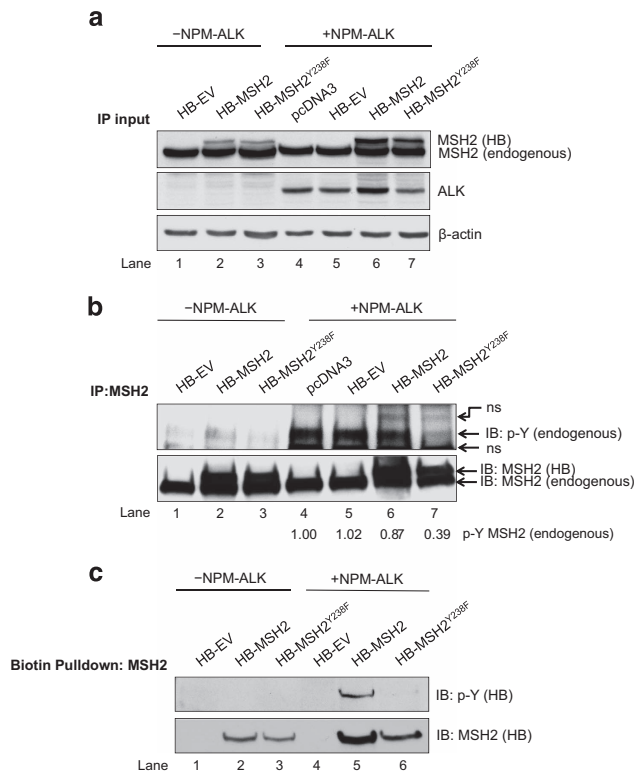 a
−NPM-ALK +NPM-ALK
HB-EV HB-MSH2 HB-MSH2Y238F pcDNA3 HB-EV HB-MSH2 HB-MSH2Y238F
IP input
MSH2 (HB)
MSH2 (endogenous)
ALK
β-actin
Lane 1 2 3 4 5 6 7
b
−NPM-ALK +NPM-ALK
HB-EV HB-MSH2 HB-MSH2Y238F pcDNA3 HB-EV HB-MSH2 HB-MSH2Y238F
IP:MSH2
ns
IB: p-Y (endogenous)
ns
IB: MSH2 (HB)
IB: MSH2 (endogenous)
Lane 1 2 3 4 5 6 7
1.00 1.02 0.87 0.39 p-Y MSH2 (endogenous)
c
−NPM-ALK +NPM-ALK
HB-EV HB-MSH2 HB-MSH2Y238F HB-EV HB-MSH2 HB-MSH2Y238F
Biotin Pulldown: MSH2
IB: p-Y (HB)
IB: MSH2 (HB)
Lane 1 2 3 4 5 6